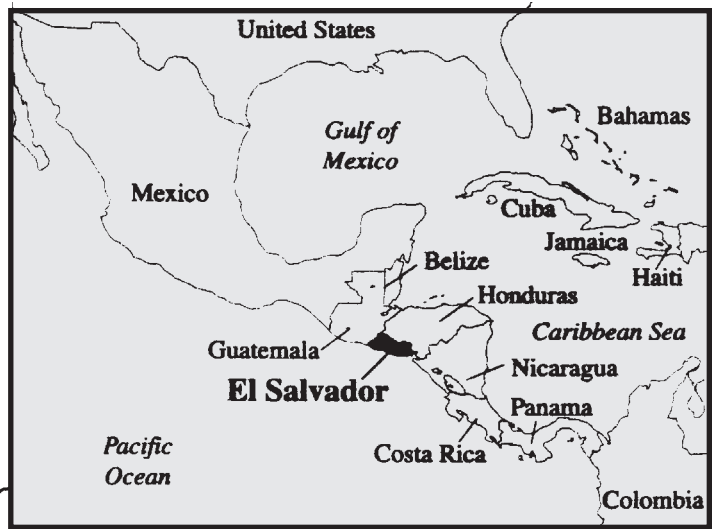 United States
Gulf of
Mexico
Bahamas
Mexico
Cuba
Jamaica
Haiti
Belize
Honduras
Caribbean Sea
Guatemala
El Salvador
Nicaragua
Panama
Pacific
Ocean
Costa Rica
Colombia